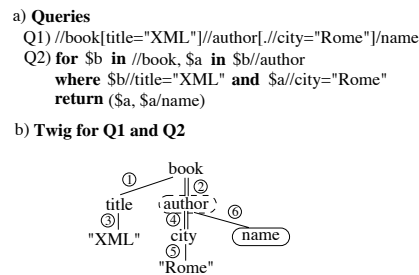 a) Queries
Q1) //book[title="XML"]//author[.//city="Rome"]/name
Q2) for $b in //book, $a in $b//author
where $b//title="XML" and $a//city="Rome"
return ($a, $a/name)
b) Twig for Q1 and Q2
book
① ②
title author ⑥
③ ④
"XML" city name
⑤
"Rome"